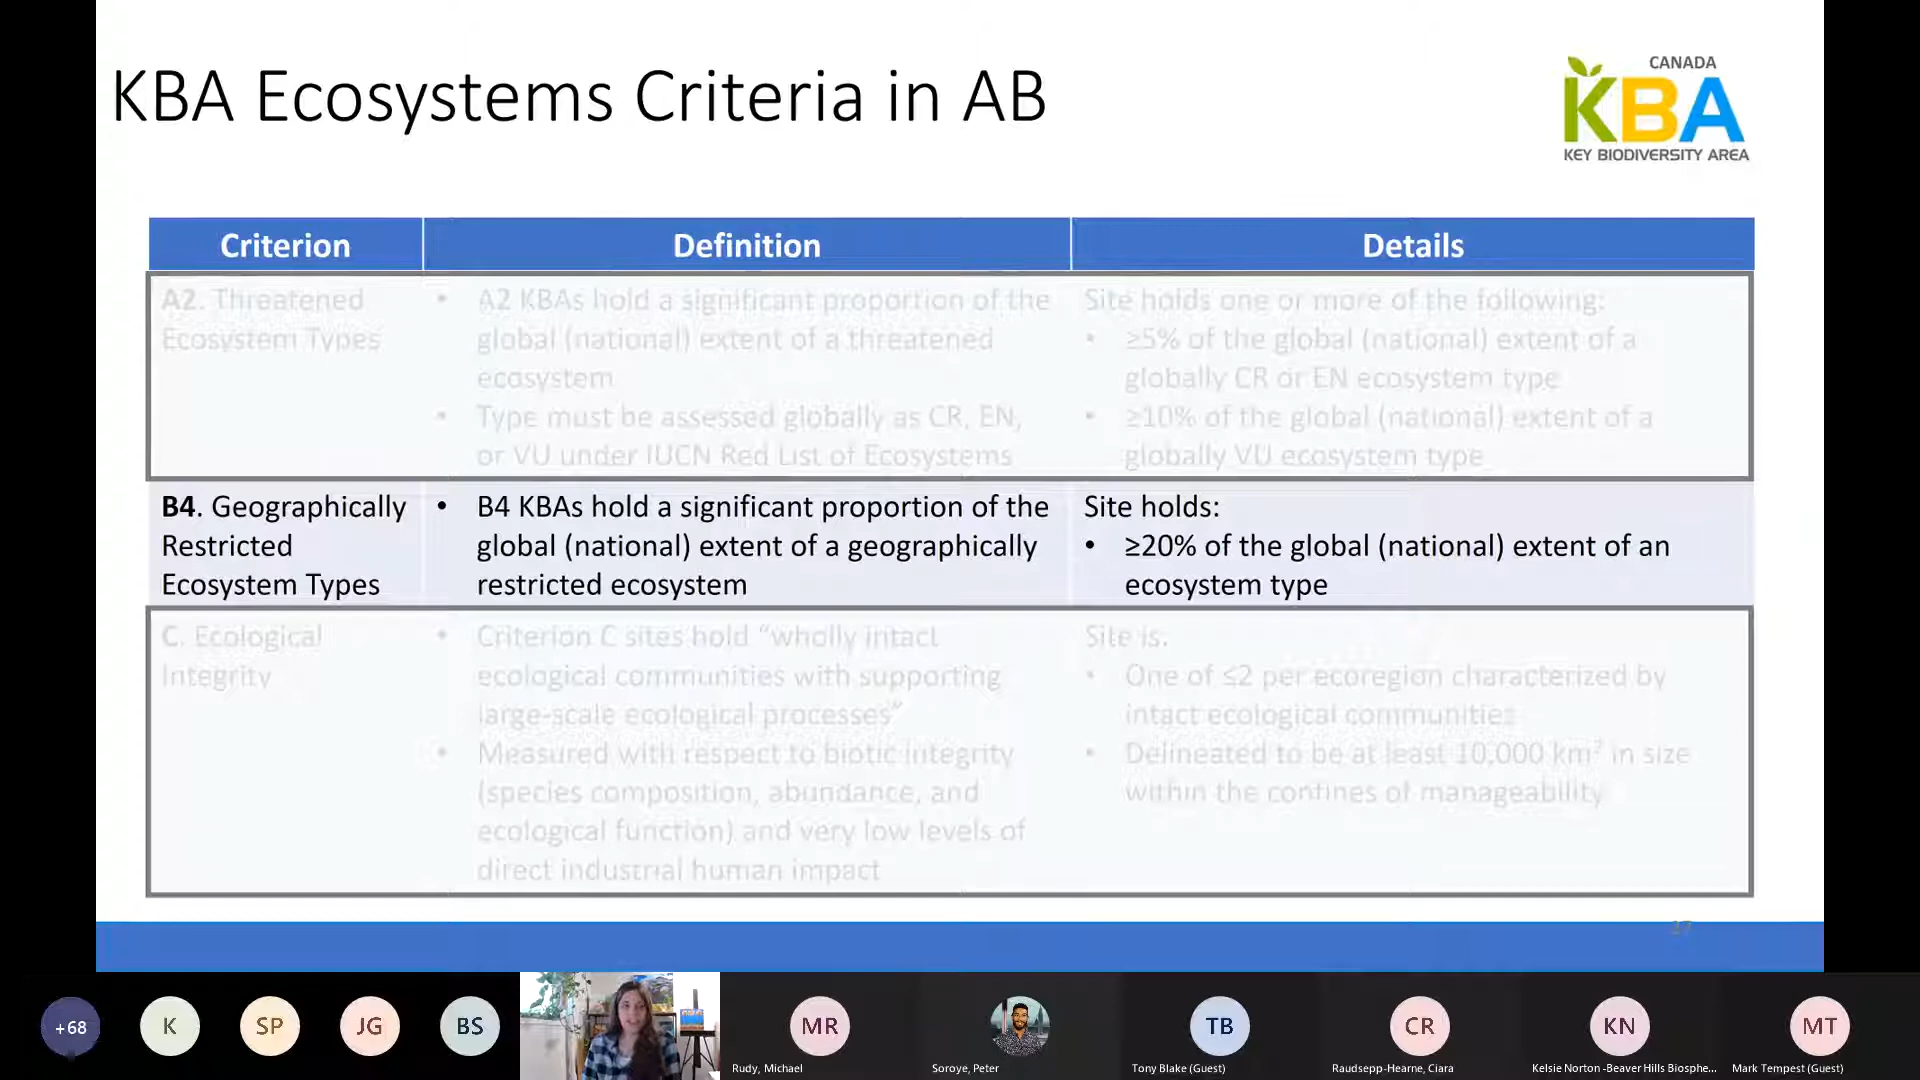 KBA Ecosystems Criteria in AB
CANADA
KBA
KEY BIODIVERSITY AREA
Criterion
Definition
Details
A2. Threatened
Ecosystem Types
• A2 KBAs hold a significant proportion of the
global (national) extent of a threatened
ecosystem
• Type must be assessed globally as CR, EN,
or VU under IUCN Red List of Ecosystems
Site holds one or more of the following:
• ≥5% of the global (national) extent of a
globally CR or EN ecosystem type
• ≥10% of the global (national) extent of a
globally VU ecosystem type
B4. Geographically
Restricted
Ecosystem Types
• B4 KBAs hold a significant proportion of the
global (national) extent of a geographically
restricted ecosystem
Site holds:
• ≥20% of the global (national) extent of an
ecosystem type
C. Ecological
Integrity
• Criterion C sites hold “wholly intact
ecological communities with supporting
large-scale ecological processes”
• Measured with respect to biotic integrity
(species composition, abundance, and
ecological function) and very low levels of
direct industrial human impact
Site is:
• One of ≤2 per ecoregion characterized by
intact ecological communities
• Delineated to be at least 10,000 km² in size
within the confines of manageability
17
+68
K
SP
JG
BS
MR
TB
CR
KN
MT
Rudy, Michael
Soroye, Peter
Tony Blake (Guest)
Raudsepp-Hearne, Ciara
Kelsie Norton -Beaver Hills Biosphe...
Mark Tempest (Guest)